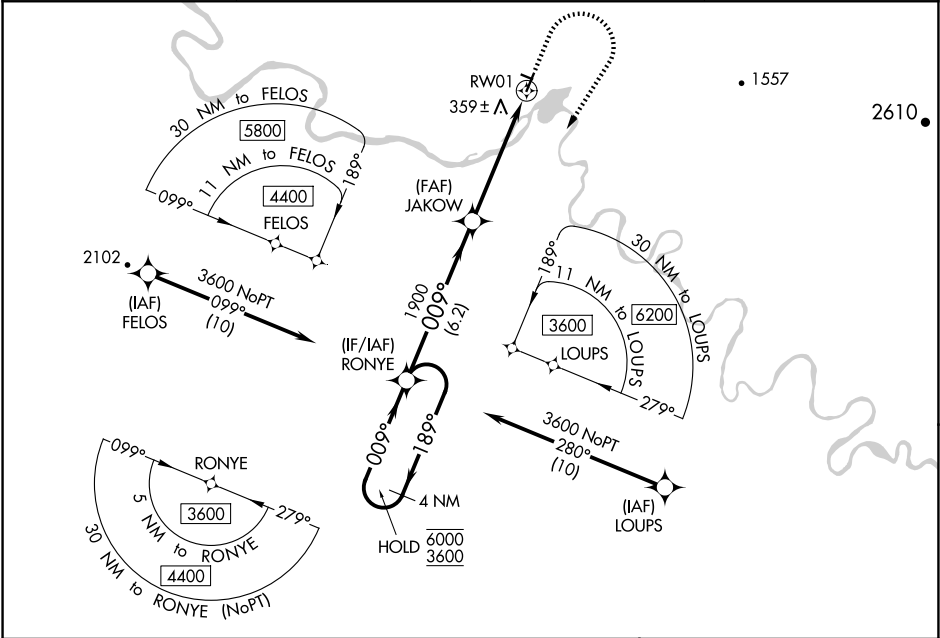 RW01
359±
1557
2610
30 NM to FELOS
5800
11 NM to FELOS
4400
099°
189°
FELOS
(FAF)
JAKOW
2102
(IAF)
FELOS
3600 NoPT
099°
(10)
1900
009°
(6.2)
(IF/IAF)
RONYE
30 NM to LOUPS
6200
11 NM to LOUPS
3600
189°
LOUPS
279°
3600 NoPT
280°
(10)
(IAF)
LOUPS
009°
189°
4 NM
HOLD
6000
3600
099°
RONYE
279°
3600
5 NM to RONYE
4400
30 NM to RONYE (NoPT)